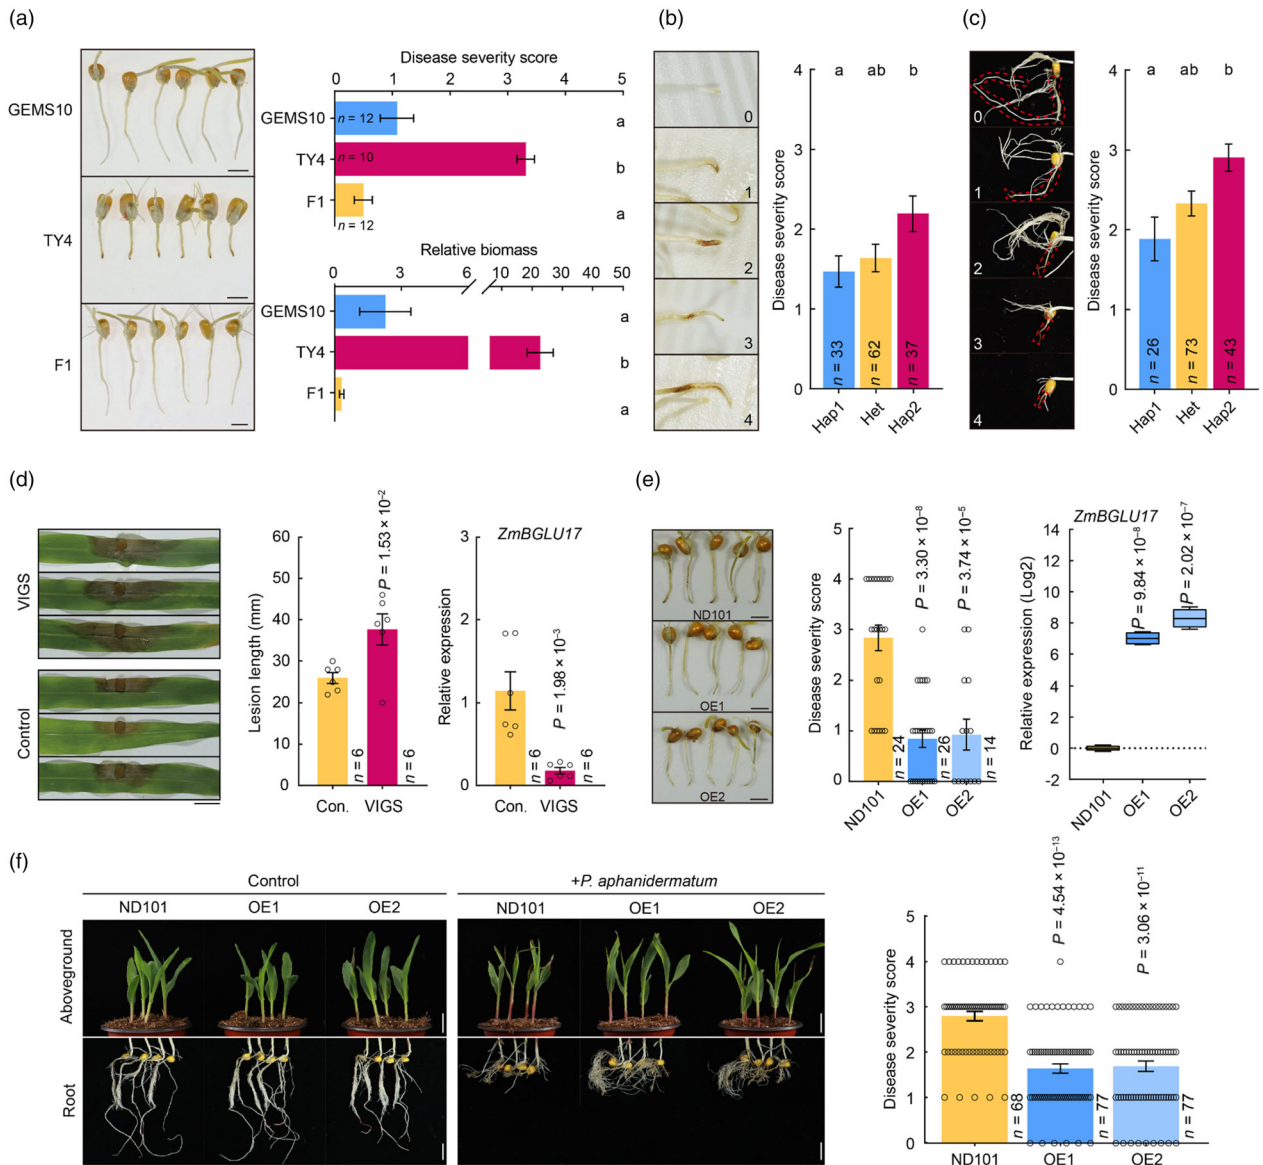 (a)
GEMS10
TY4
F1
Disease severity score
0 1 2 3 4 5
GEMS10 n = 12 a
TY4 n = 10 b
F1 a
n = 12
Relative biomass
0 3 6 10 20 30 50
GEMS10 a
TY4 b
F1 a
(b)
0
1
2
3
4
Disease severity score
4
3
2
1
0
a ab b
n = 33 n = 62 n = 37
Hap1 Het Hap2
(c)
0
1
2
3
4
Disease severity score
4
3
2
1
0
a ab b
n = 26 n = 73 n = 43
Hap1 Het Hap2
(d)
VIGS
Control
Lesion length (mm)
60
50
40
30
20
10
0
P = 1.53 × 10⁻²
n = 6 n = 6
Con. VIGS
ZmBGLU17
Relative expression
3
2
1
0
P = 1.98 × 10⁻³
n = 6 n = 6
Con. VIGS
(e)
ND101
OE1
OE2
Disease severity score
5
4
3
2
1
0
P = 3.30 × 10⁻⁸
P = 3.74 × 10⁻⁵
n = 24 n = 26 n = 14
ND101 OE1 OE2
ZmBGLU17
Relative expression (Log2)
14
12
10
8
6
4
2
0
-2
P = 9.84 × 10⁻⁸
P = 2.02 × 10⁻⁷
ND101 OE1 OE2
(f)
Control
+P. aphanidermatum
ND101 OE1 OE2 ND101 OE1 OE2
Aboveground
Root
Disease severity score
5
4
3
2
1
0
P = 4.54 × 10⁻¹³
P = 3.06 × 10⁻¹¹
n = 68 n = 77 n = 77
ND101 OE1 OE2